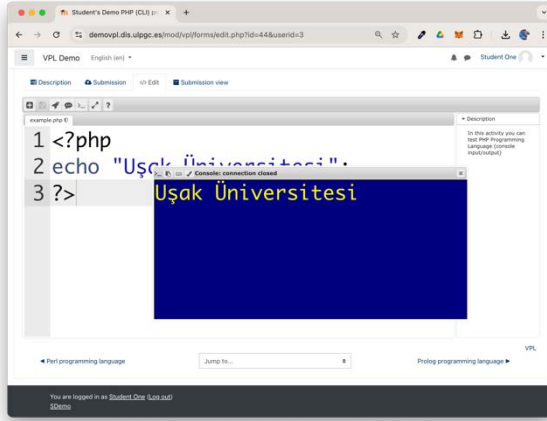 Student's Demo PHP (CLI) pr
demovpl.dis.ulpgc.es/mod/vpl/forms/edit.php?id=44&userid=3
VPL Demo English (en)
Student One
Description Submission </> Edit Submission view
example.php
Description
1 <?php
In this activity you can
test PHP Programming
Language (console
input/output)
2 echo "Uşak Üniversitesi";
Console: connection closed
3 ?>
Uşak Üniversitesi
VPL
◄ Perl programming language
Jump to...
Prolog programming language ►
You are logged in as Student One (Log out)
SDemo